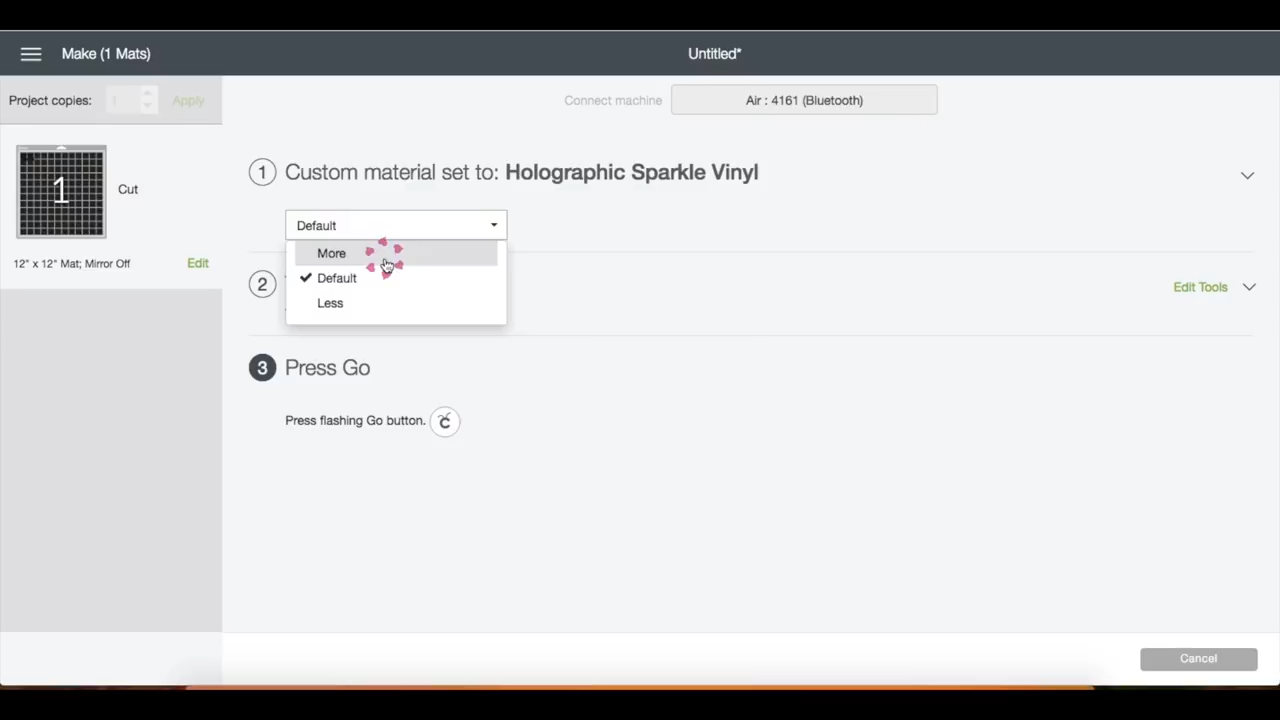 Make (1 Mats)
Untitled*
Project copies:
Apply
Connect machine
Air : 4161 (Bluetooth)
1
Cut
12" x 12" Mat; Mirror Off
Edit
1 Custom material set to: Holographic Sparkle Vinyl
Default
More
Default
Less
2
Edit Tools
3 Press Go
Press flashing Go button.
Cancel